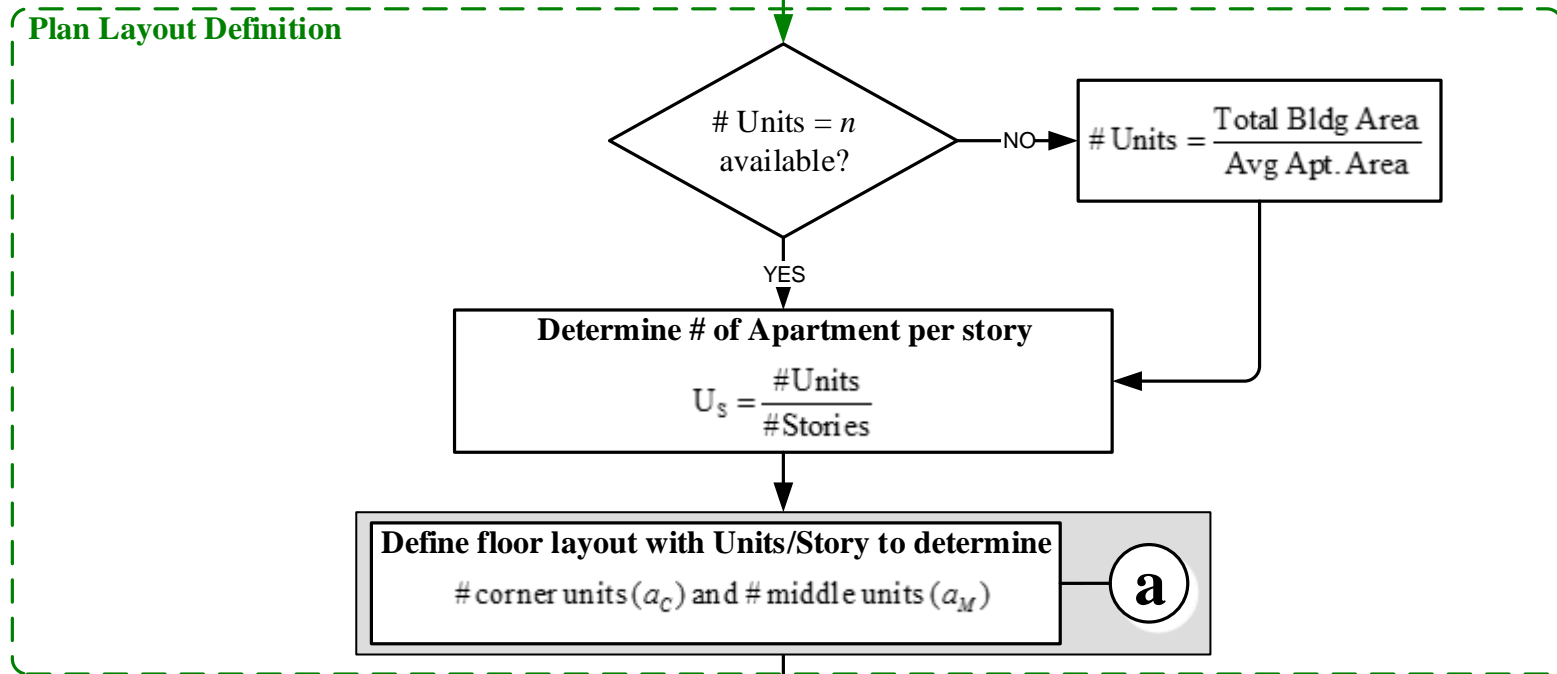 Plan Layout Definition
# Units = n
available?
NO
# Units = Total Bldg Area / Avg Apt. Area
YES
Determine # of Apartment per story
U_S = #Units / #Stories
Define floor layout with Units/Story to determine
# corner units (a_C) and # middle units (a_M)
a